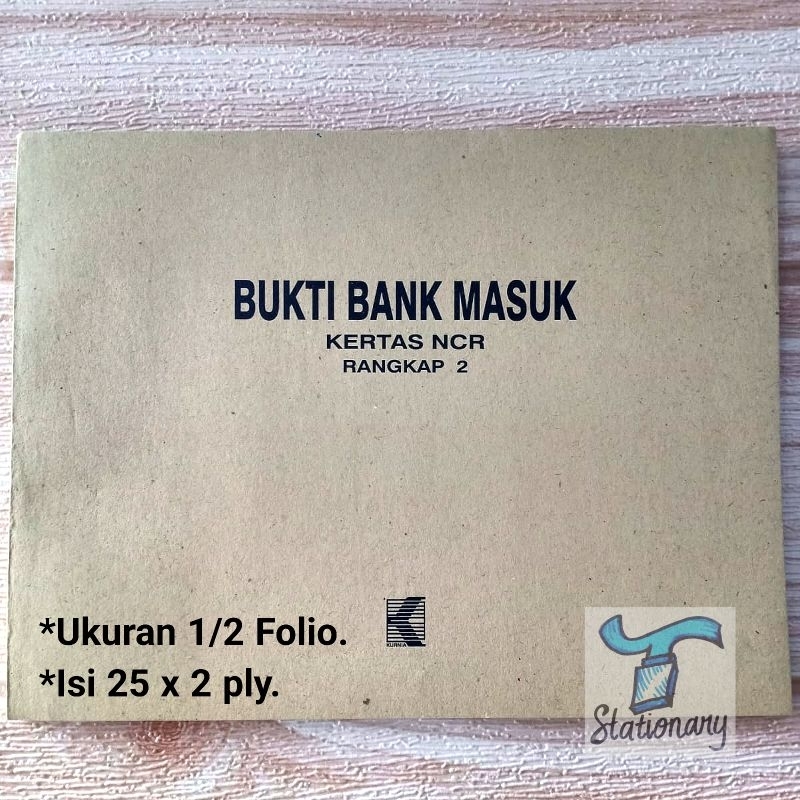 BUKTI BANK MASUK
KERTAS NCR
RANGKAP 2
KURNIA
*Ukuran 1/2 Folio.
*Isi 25 x 2 ply.
Stationary